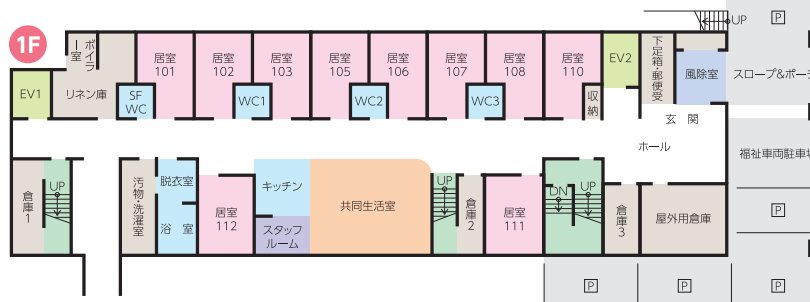 1F
ボイラー室
リネン庫
EV1
SF
WC
居室
101
居室
102
居室
103
居室
105
居室
106
居室
107
居室
108
居室
110
WC1
WC2
WC3
収納
EV2
下足箱・郵便受
風除室
UP
P
スロープ&ポー
玄 関
ホール
福祉車両駐車場
倉庫1
UP
汚物・洗濯室
脱衣室
浴 室
居室
112
キッチン
スタッフ
ルーム
共同生活室
UP
倉庫2
居室
111
DN
UP
倉庫3
屋外用倉庫
P
P
P
P